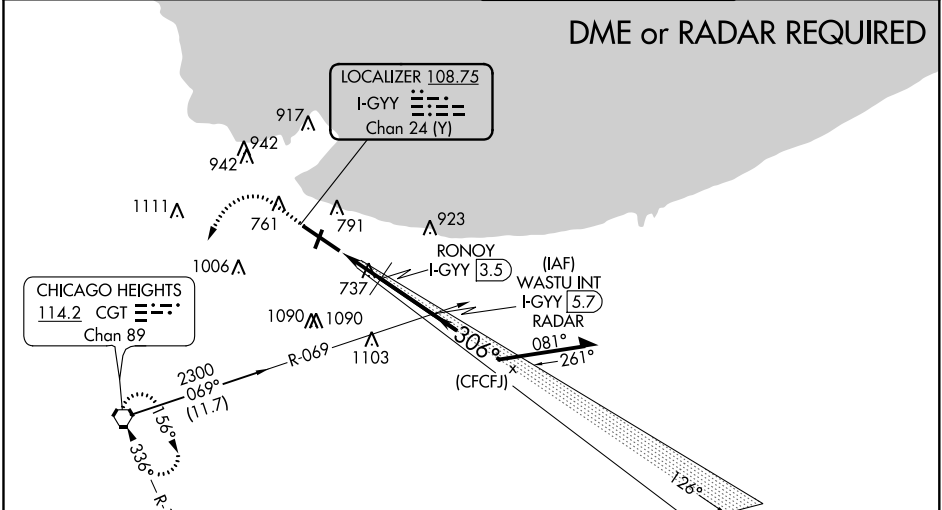 DME or RADAR REQUIRED
LOCALIZER 108.75
I-GYY
Chan 24 (Y)
917
942
942
1111
761
791
923
1006
RONOY
I-GYY 3.5
(IAF)
WASTU INT
I-GYY 5.7
RADAR
737
CHICAGO HEIGHTS
114.2 CGT
Chan 89
1090
1090
1103
R-069
306°
081°
261°
(CFCFJ)
x
2300
069°
(11.7)
156°
336°
R-
126°